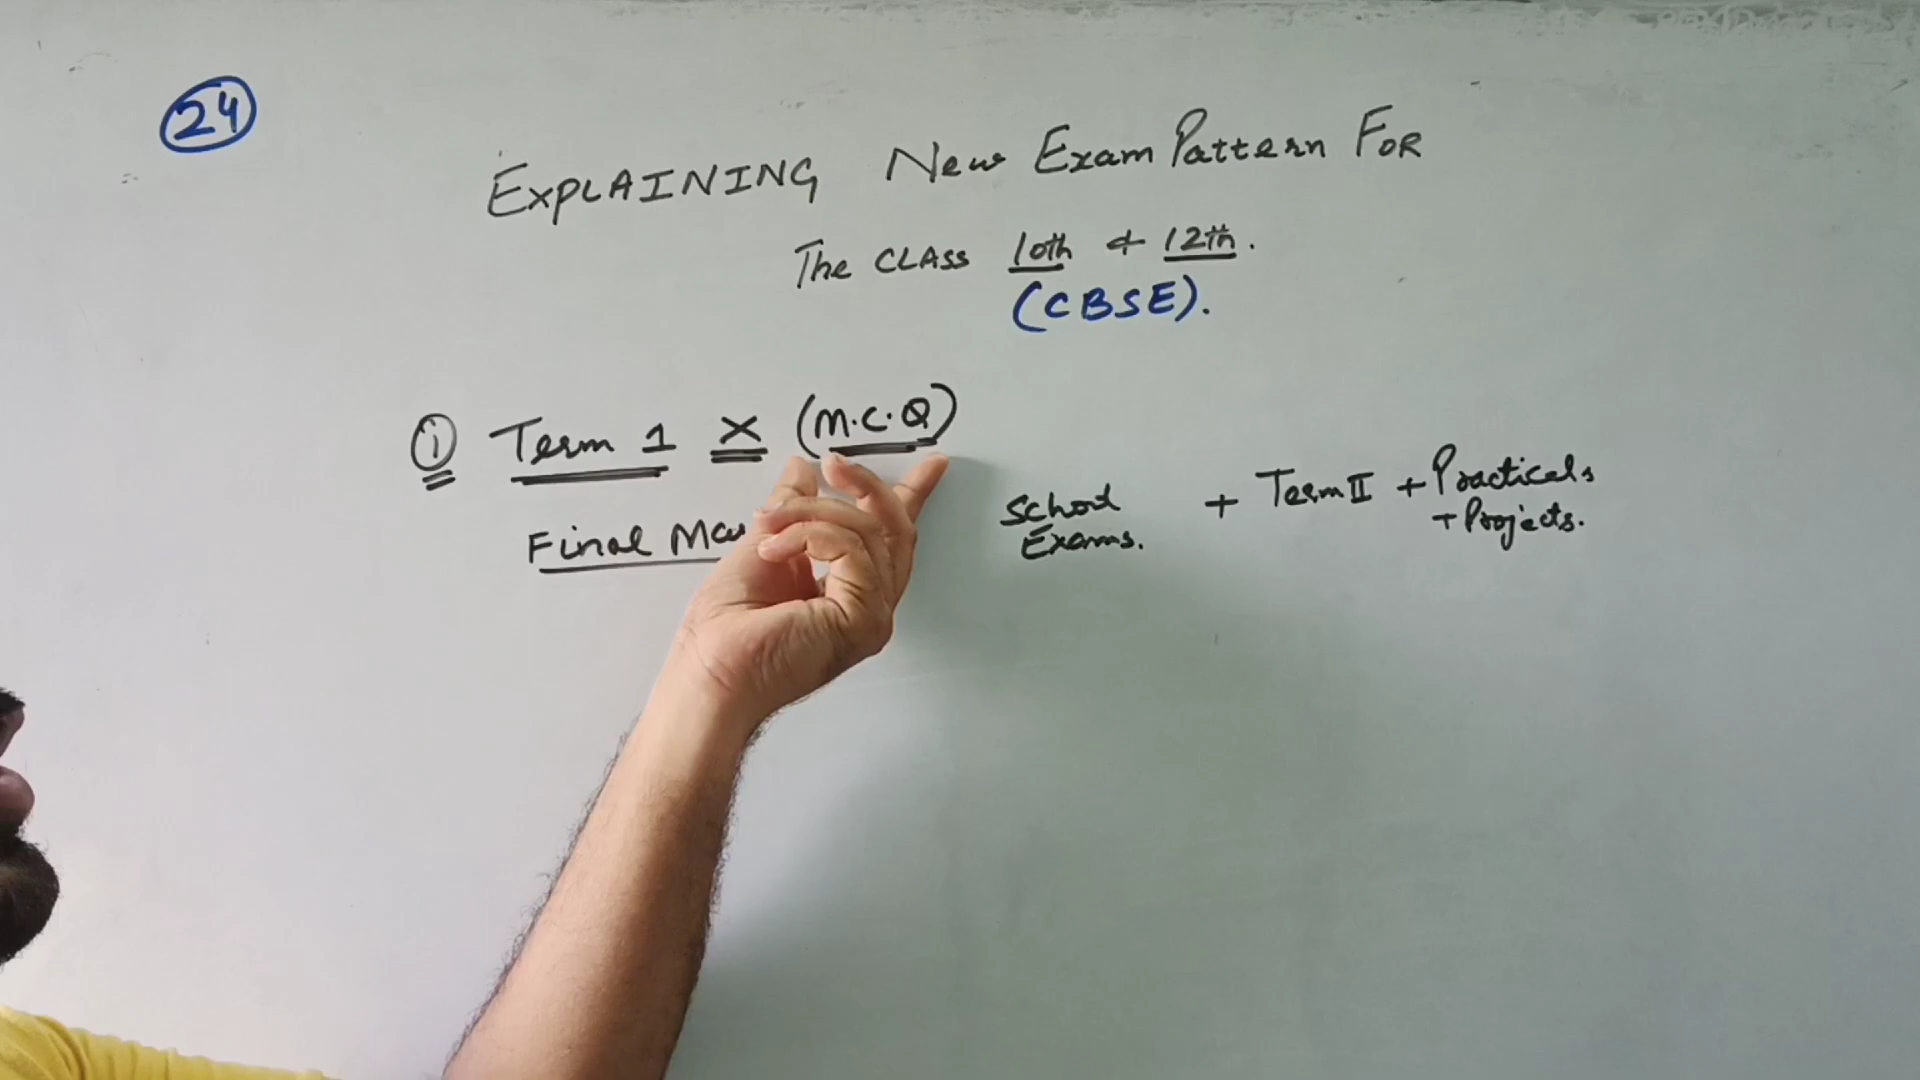 24
EXPLAINING New Exam Pattern FOR
The CLASS 10th & 12th.
(CBSE).
① Term 1 X (M.C.Q)
Final School + Term II + Practicals
Exams. + Projects.